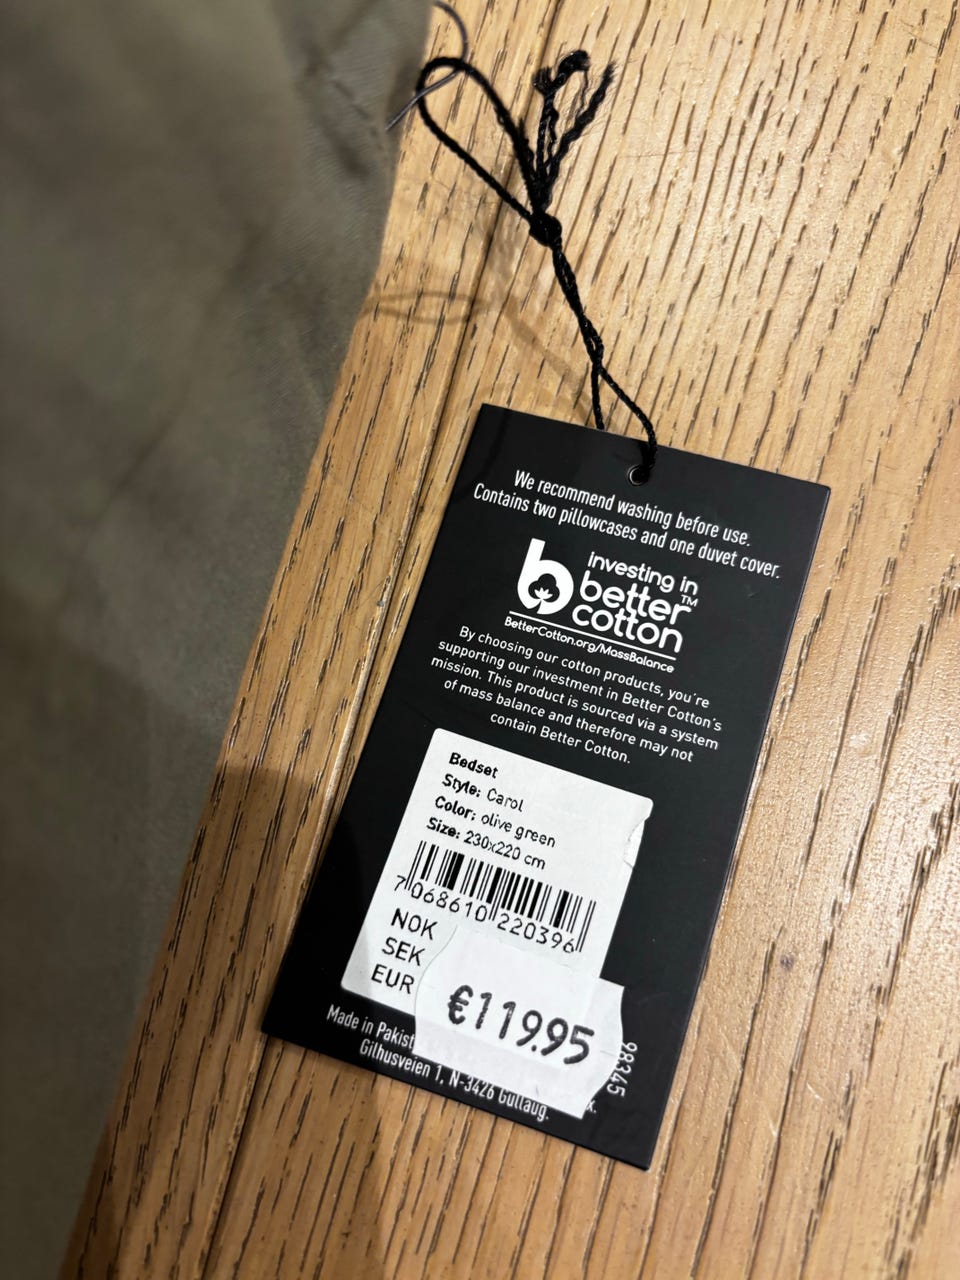 We recommend washing before use.
Contains two pillowcases and one duvet cover.
investing in
better™
cotton
BetterCotton.org/MassBalance
By choosing our cotton products, you're
supporting our investment in Better Cotton's
mission. This product is sourced via a system
of mass balance and therefore may not
contain Better Cotton.
Bedset
Style: Carol
Color: olive green
Size: 230x220 cm
7 068610 220396
NOK
SEK
EUR
€119.95
Made in
Gilhusveien 1, N-3426 Gullaug.
98345